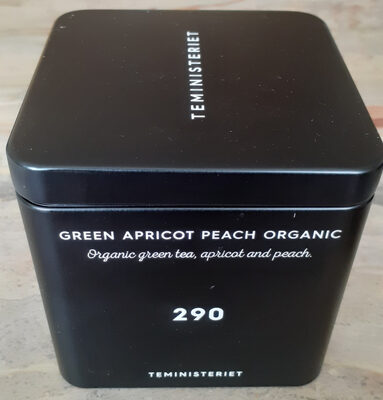 TEMINISTERIET
GREEN APRICOT PEACH ORGANIC
Organic green tea, apricot and peach.
290
TEMINISTERIET